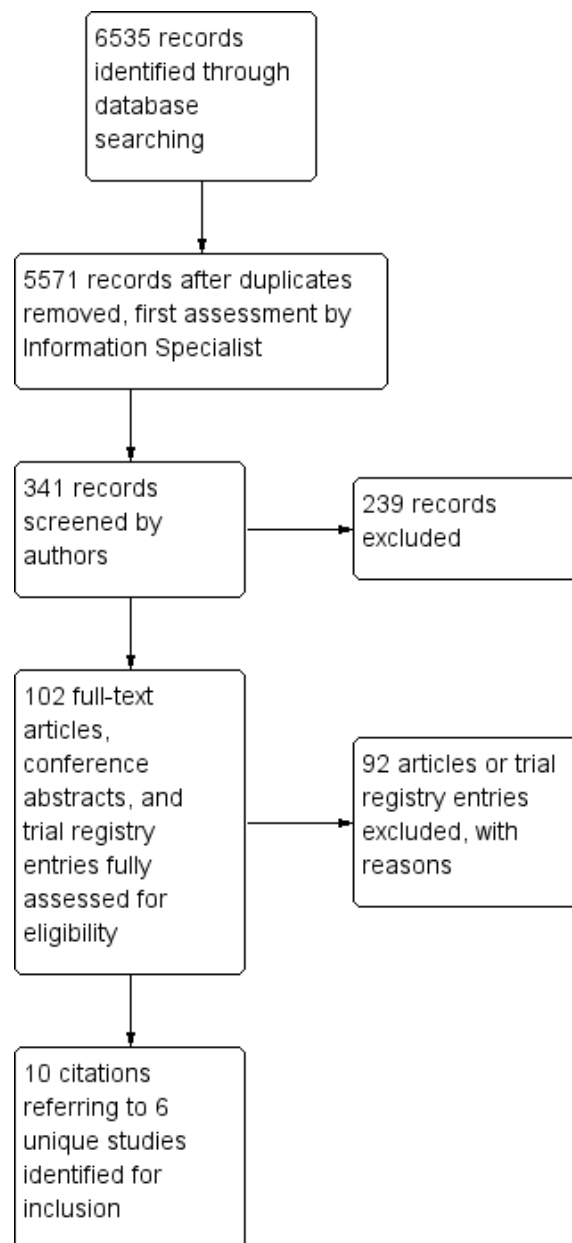 6535 records
identified through
database
searching
5571 records after duplicates
removed, first assessment by
Information Specialist
341 records
screened by
authors
239 records
excluded
102 full-text
articles,
conference
abstracts, and
trial registry
entries fully
assessed for
eligibility
92 articles or trial
registry entries
excluded, with
reasons
10 citations
referring to 6
unique studies
identified for
inclusion